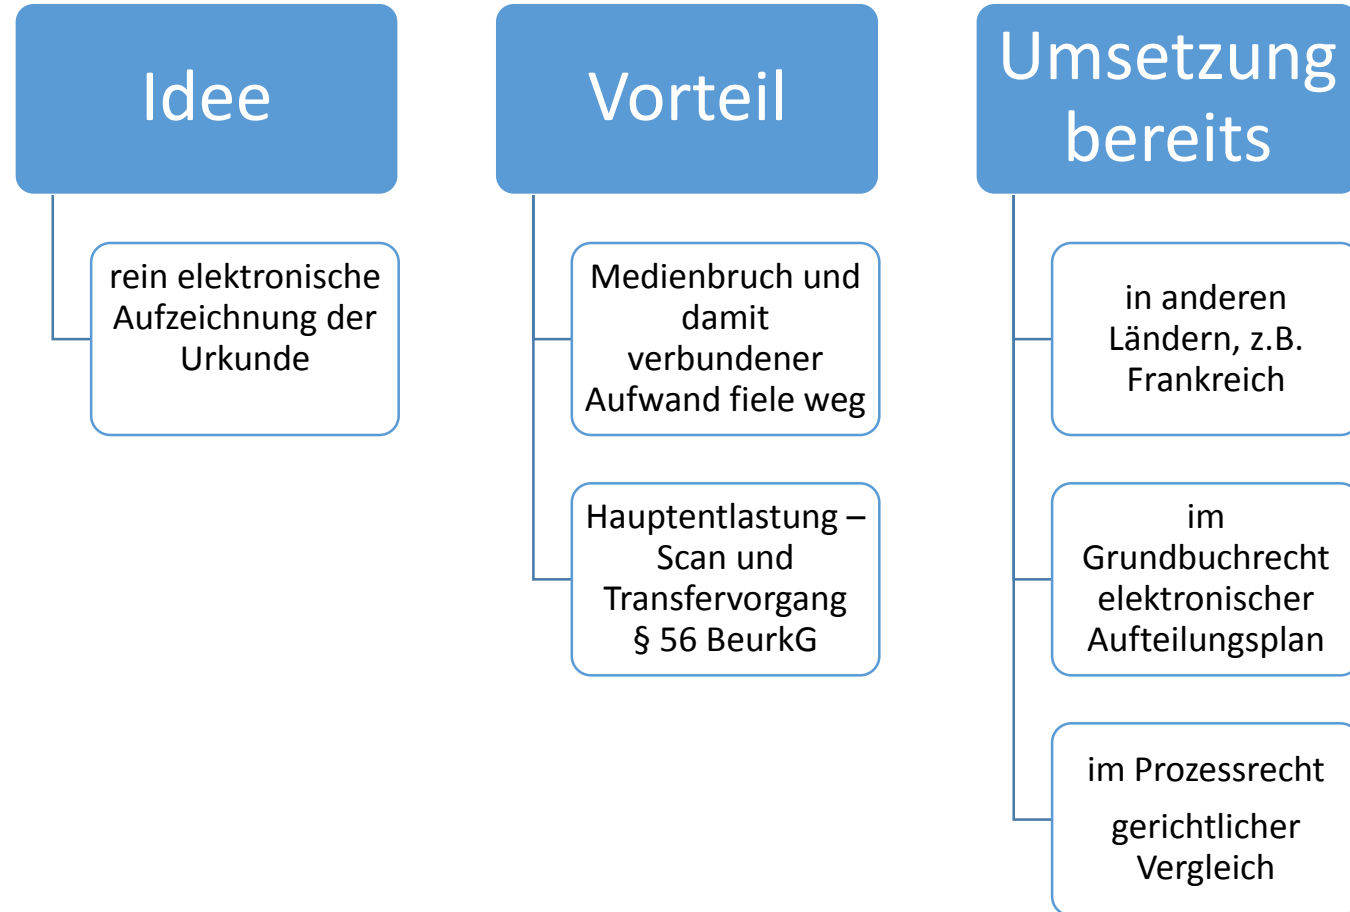 Idee
rein elektronische
Aufzeichnung der
Urkunde
Vorteil
Medienbruch und
damit
verbundener
Aufwand fiele weg
Hauptentlastung –
Scan und
Transfervorgang
§ 56 BeurkG
Umsetzung
bereits
in anderen
Ländern, z.B.
Frankreich
im
Grundbuchrecht
elektronischer
Aufteilungsplan
im Prozessrecht
gerichtlicher
Vergleich